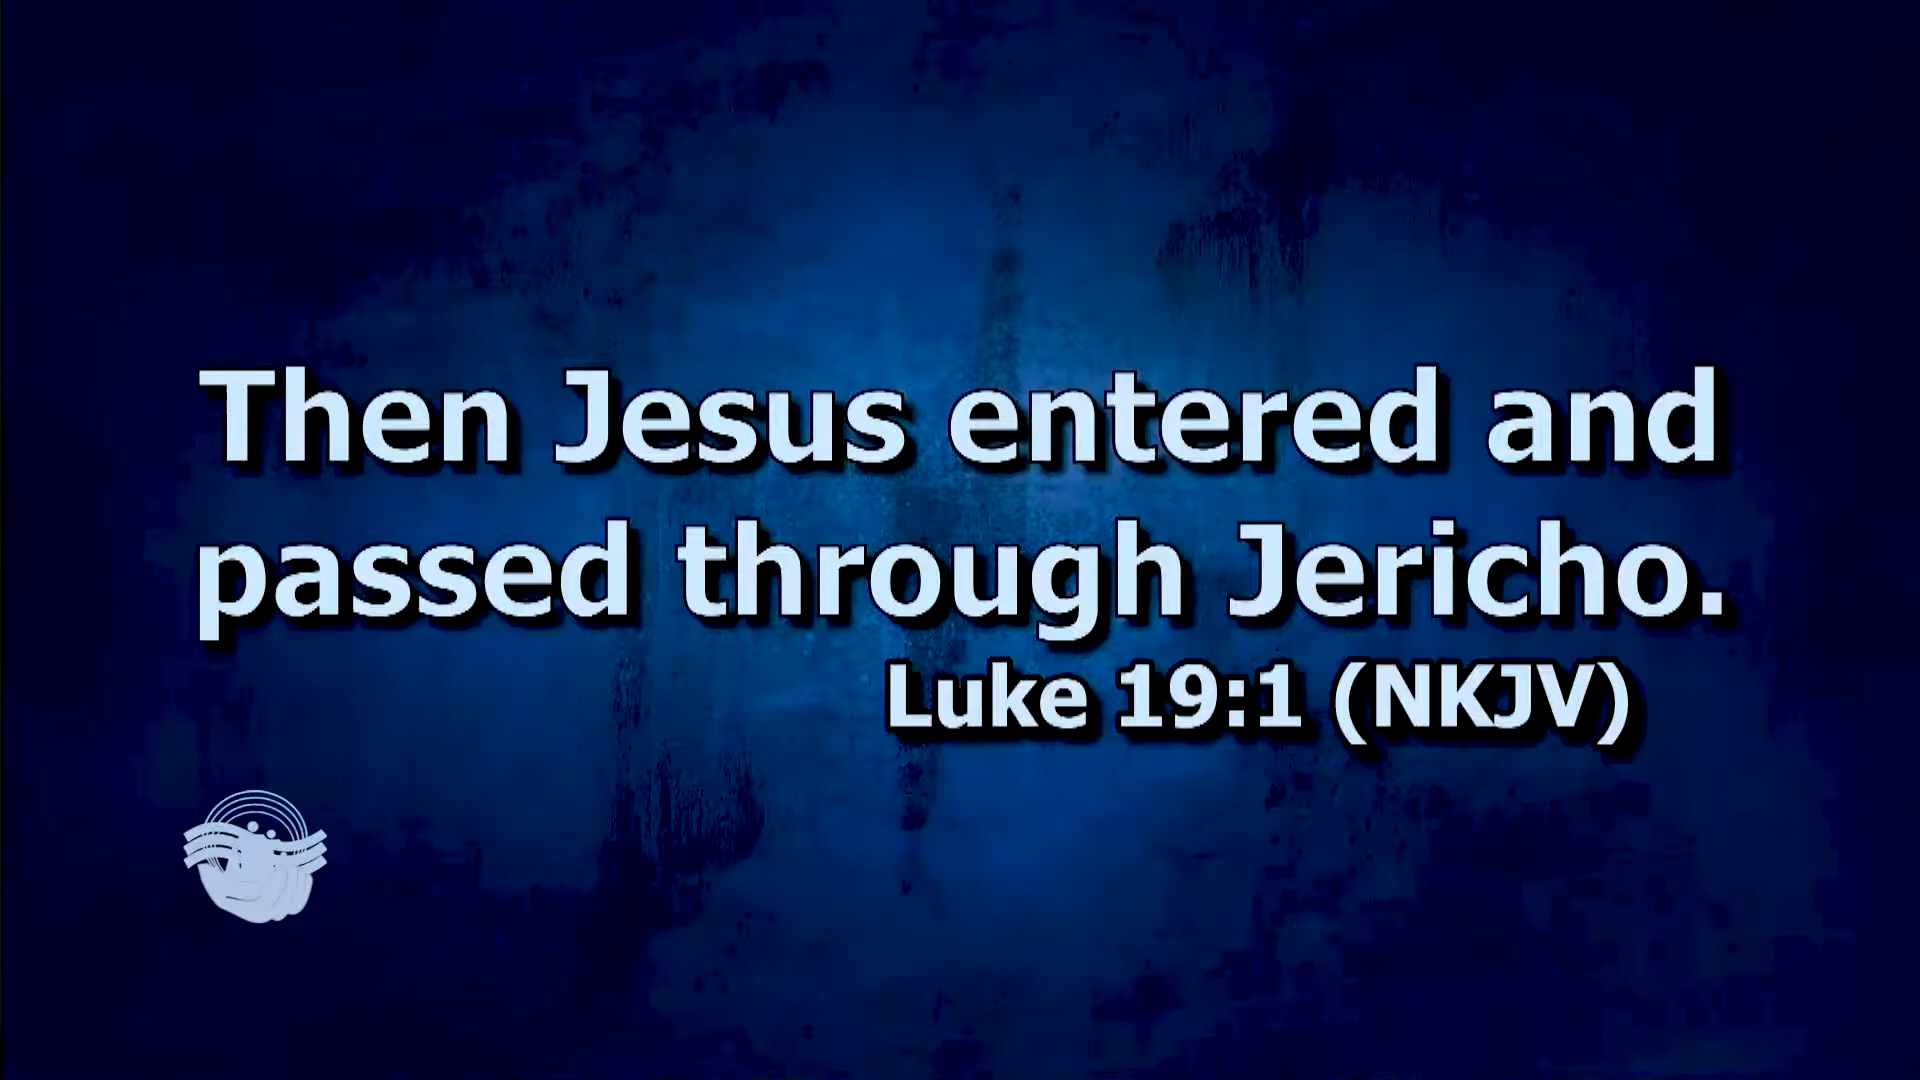 Then Jesus entered and
passed through Jericho.
Luke 19:1 (NKJV)